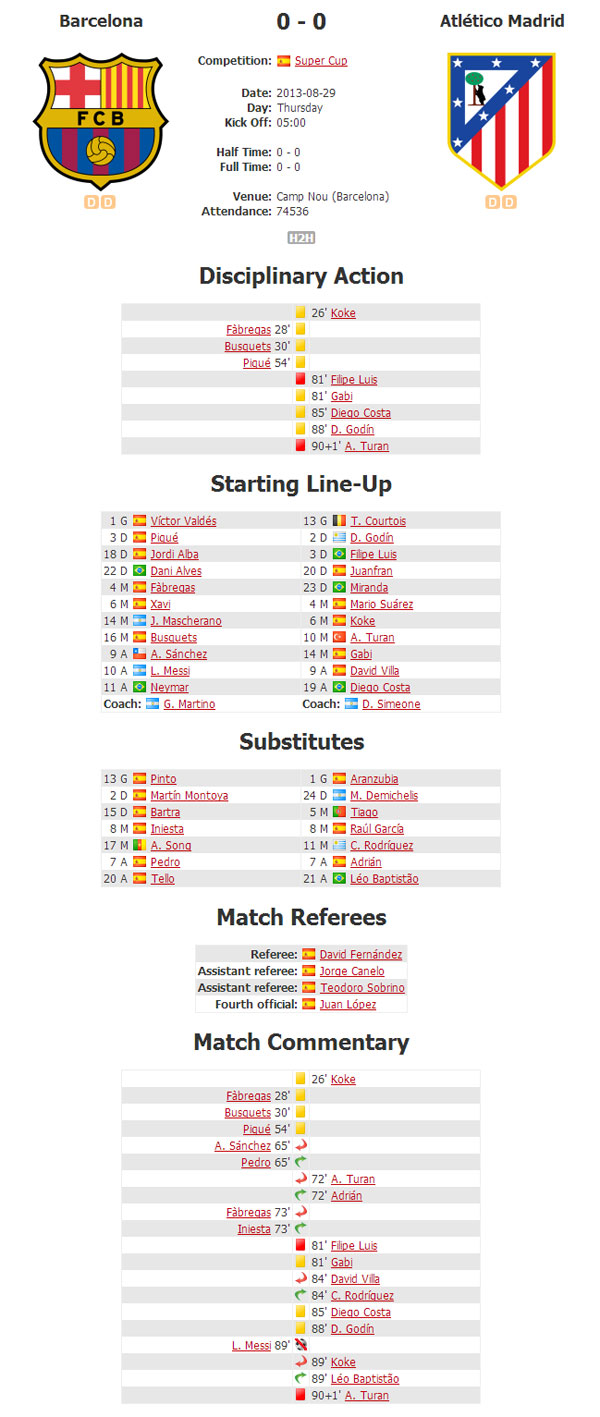 Barcelona 0 - 0 Atlético Madrid
Competition: Super Cup
Date: 2013-08-29
Day: Thursday
Kick Off: 05:00
Half Time: 0 - 0
Full Time: 0 - 0
Venue: Camp Nou (Barcelona)
Attendance: 74536
FCB
D D
D D
H2H
Disciplinary Action
26' Koke
Fàbregas 28'
Busquets 30'
Piqué 54'
81' Filipe Luis
81' Gabi
85' Diego Costa
88' D. Godín
90+1' A. Turan
Starting Line-Up
1 G Víctor Valdés 13 G T. Courtois
3 D Piqué 2 D D. Godín
18 D Jordi Alba 3 D Filipe Luis
22 D Dani Alves 20 D Juanfran
4 M Fàbregas 23 D Miranda
6 M Xavi 4 M Mario Suárez
14 M J. Mascherano 6 M Koke
16 M Busquets 10 M A. Turan
9 A A. Sánchez 14 M Gabi
10 A L. Messi 9 A David Villa
11 A Neymar 19 A Diego Costa
Coach: G. Martino Coach: D. Simeone
Substitutes
13 G Pinto 1 G Aranzubia
2 D Martín Montoya 24 D M. Demichelis
15 D Bartra 5 M Tiago
8 M Iniesta 8 M Raúl García
17 M A. Song 11 M C. Rodríguez
7 A Pedro 7 A Adrián
20 A Tello 21 A Léo Baptistão
Match Referees
Referee: David Fernández
Assistant referee: Jorge Canelo
Assistant referee: Teodoro Sobrino
Fourth official: Juan López
Match Commentary
26' Koke
Fàbregas 28'
Busquets 30'
Piqué 54'
A. Sánchez 65'
Pedro 65'
72' A. Turan
72' Adrián
Fàbregas 73'
Iniesta 73'
81' Filipe Luis
81' Gabi
84' David Villa
84' C. Rodríguez
85' Diego Costa
88' D. Godín
L. Messi 89'
89' Koke
89' Léo Baptistão
90+1' A. Turan